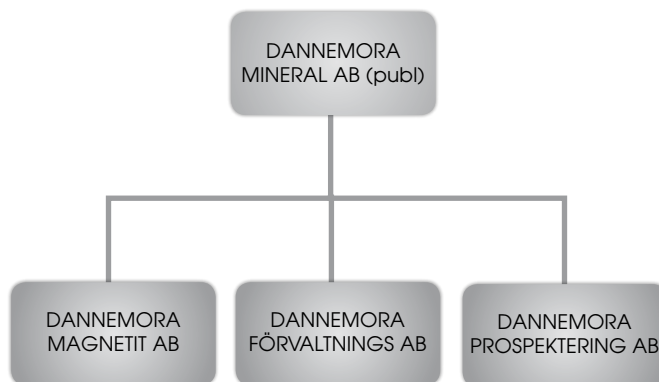 DANNEMORA
MINERAL AB (publ)
DANNEMORA
MAGNETIT AB
DANNEMORA
FÖRVALTNINGS AB
DANNEMORA
PROSPEKTERING AB